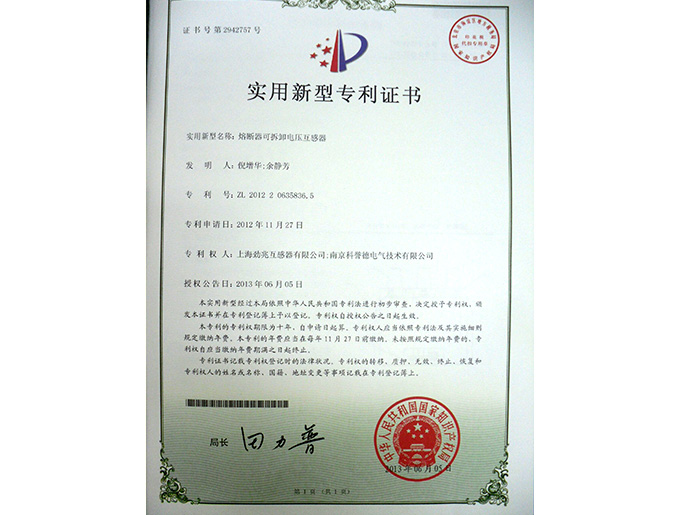 证书号第2942757号
实用新型专利证书
实用新型名称：熔断器可拆卸电压互感器
发明人：倪增华;余静芳
专利号：ZL 2012 2 0635836.5
专利申请日：2012年11月27日
专利权人：上海劲兆互感器有限公司;南京科誉德电气技术有限公司
授权公告日：2013年06月05日
本实用新型经过本局依照中华人民共和国专利法进行初步审查，决定授予专利权，颁
发本证书并在专利登记簿上予以登记。专利权自授权公告之日起生效。
本专利的专利权期限为十年，自申请日起算。专利权人应当依照专利法及其实施细则
规定缴纳年费。本专利的年费应当在每年11月27日前缴纳。未按照规定缴纳年费的，专
利权自应当缴纳年费期满之日起终止。
专利证书记载专利权登记时的法律状况。专利权的转移、质押、无效、终止、恢复和
专利权人的姓名或名称、国籍、地址变更等事项记载在专利登记簿上。
局长
田力普
中华人民共和国国家知识产权局
2013年06月05日
第1页（共1页）